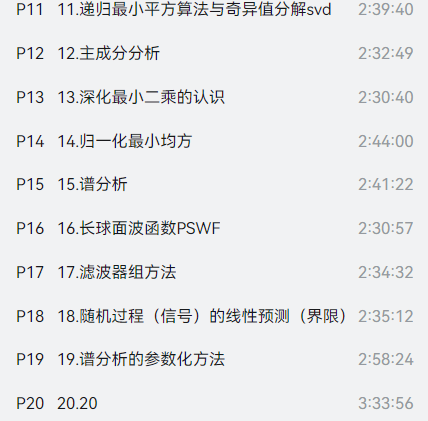 P11 11.递归最小平方算法与奇异值分解svd 2:39:40
P12 12.主成分分析 2:32:49
P13 13.深化最小二乘的认识 2:30:40
P14 14.归一化最小均方 2:44:00
P15 15.谱分析 2:41:22
P16 16.长球面波函数PSWF 2:30:57
P17 17.滤波器组方法 2:34:32
P18 18.随机过程（信号）的线性预测（界限） 2:35:12
P19 19.谱分析的参数化方法 2:58:24
P20 20.20 3:33:56